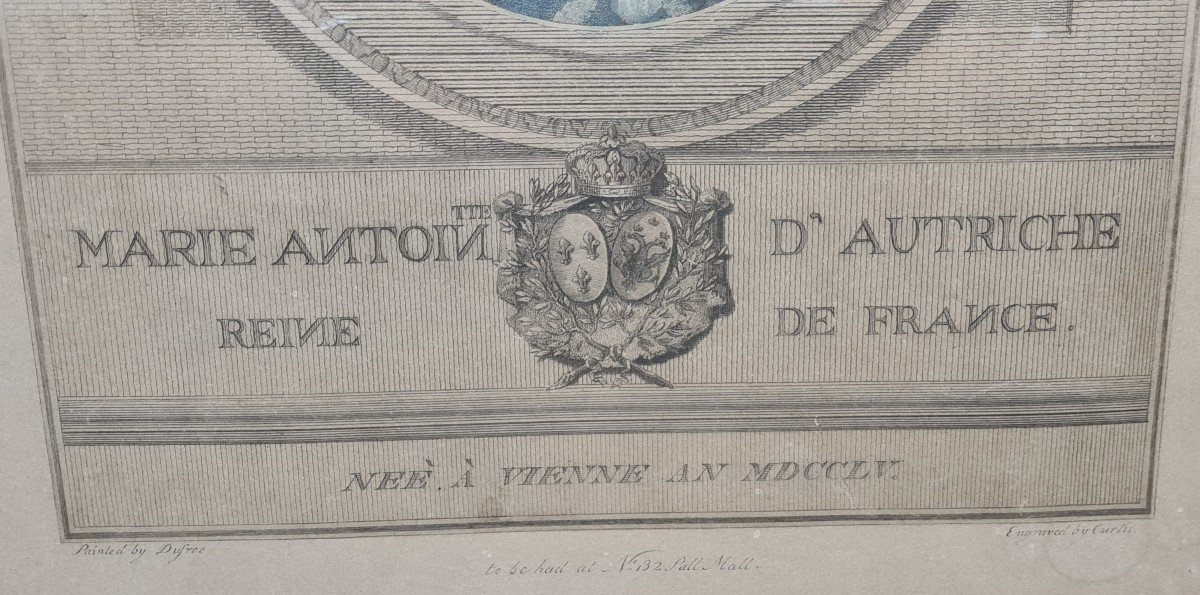 MARIE ANTOINTTE D' AUTRICHE
REINE DE FRANCE.
NEÈ. À VIENNE AN MDCCLV.
Painted by Dufroe
Engraved by Curtis
to be had at No. 132 Pall Mall.